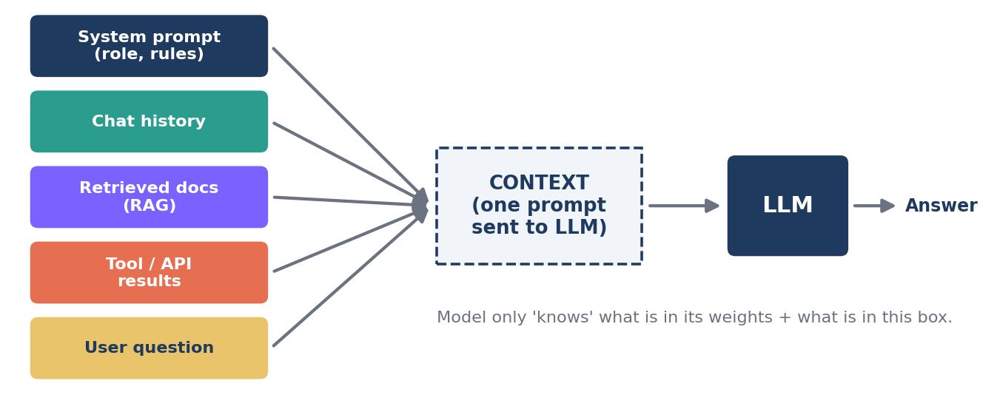 System prompt
(role, rules)
Chat history
Retrieved docs
(RAG)
Tool / API
results
User question
CONTEXT
(one prompt
sent to LLM)
LLM
Answer
Model only 'knows' what is in its weights + what is in this box.